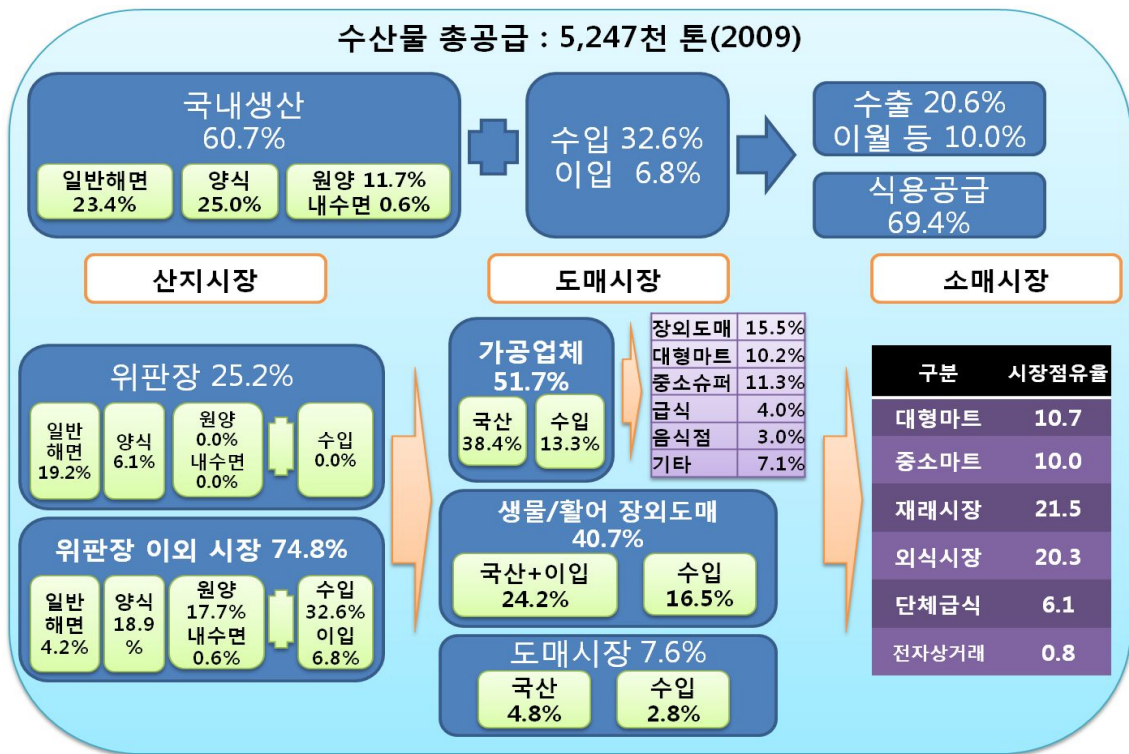 수산물 총공급 : 5,247천 톤(2009)
국내생산
60.7%
일반해면
23.4%
양식
25.0%
원양 11.7%
내수면 0.6%
수입 32.6%
이입 6.8%
수출 20.6%
이월 등 10.0%
식용공급
69.4%
산지시장
도매시장
소매시장
위판장 25.2%
일반
해면
19.2%
양식
6.1%
원양
0.0%
내수면
0.0%
수입
0.0%
위판장 이외 시장 74.8%
일반
해면
4.2%
양식
18.9
%
원양
17.7%
내수면
0.6%
수입
32.6%
이입
6.8%
가공업체
51.7%
국산
38.4%
수입
13.3%
장외도매 15.5%
대형마트 10.2%
중소슈퍼 11.3%
급식 4.0%
음식점 3.0%
기타 7.1%
생물/활어 장외도매
40.7%
국산+이입
24.2%
수입
16.5%
도매시장 7.6%
국산
4.8%
수입
2.8%
구분 시장점유율
대형마트 10.7
중소마트 10.0
재래시장 21.5
외식시장 20.3
단체급식 6.1
전자상거래 0.8